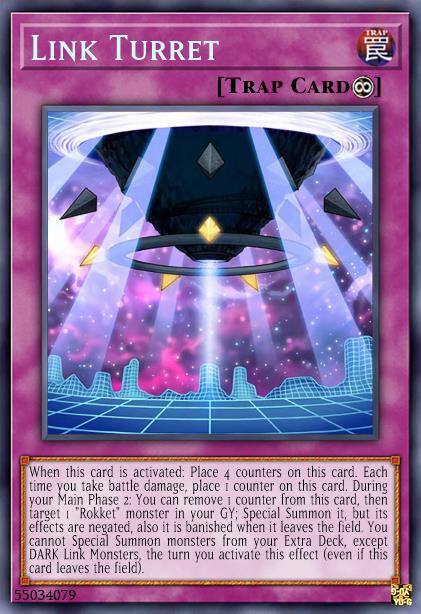 Link Turret
TRAP
罠
[Trap Card]
When this card is activated: Place 4 counters on this card. Each
time you take battle damage, place 1 counter on this card. During
your Main Phase 2: You can remove 1 counter from this card, then
target 1 "Rokket" monster in your GY; Special Summon it, but its
effects are negated, also it is banished when it leaves the field. You
cannot Special Summon monsters from your Extra Deck, except
DARK Link Monsters, the turn you activate this effect (even if this
card leaves the field).
55034079